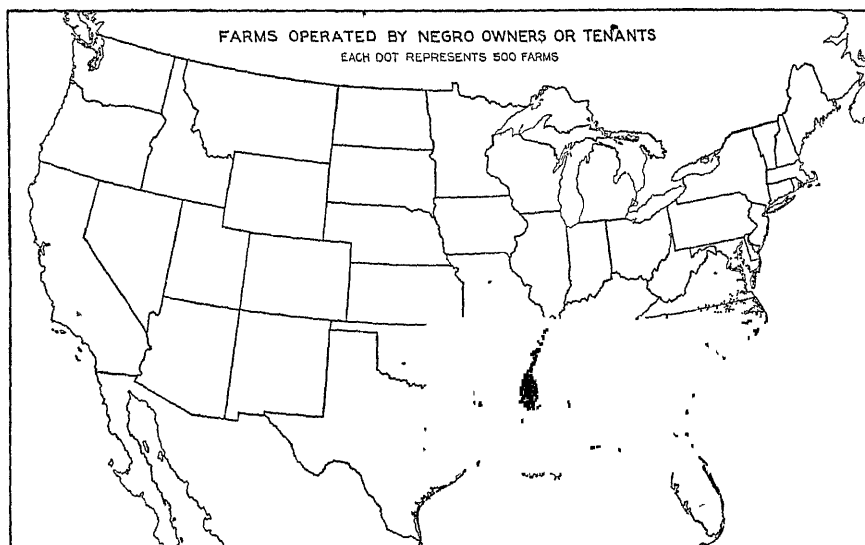 FARMS OPERATED BY NEGRO OWNERS OR TENANTS
EACH DOT REPRESENTS 500 FARMS